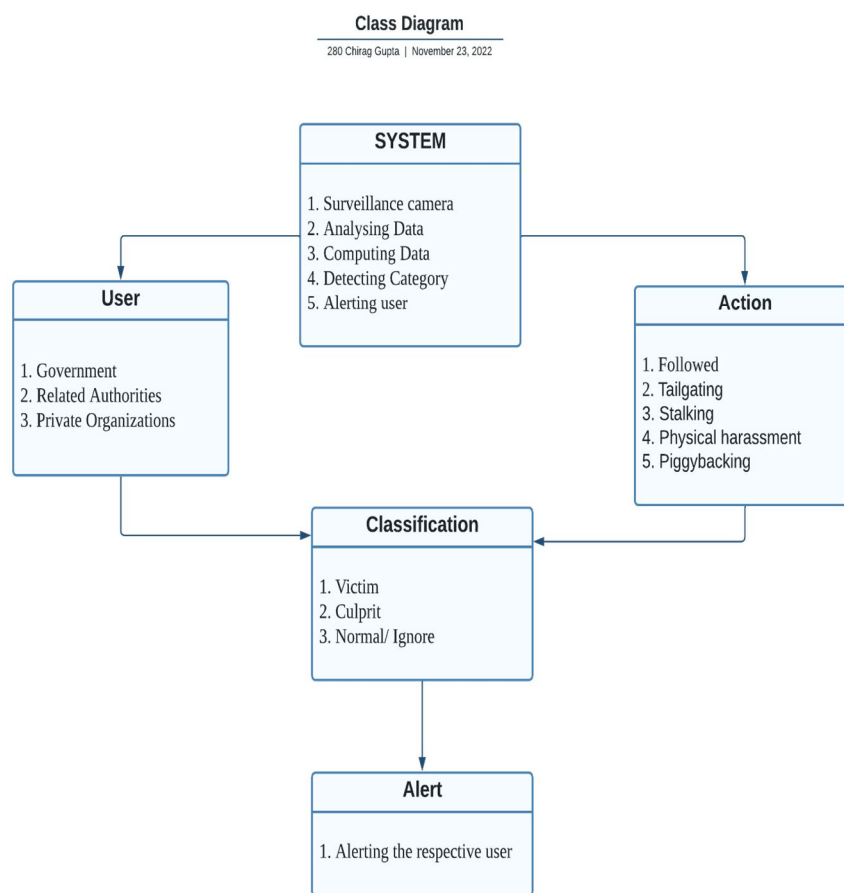 Class Diagram
280 Chirag Gupta | November 23, 2022
SYSTEM
1. Surveillance camera
2. Analysing Data
3. Computing Data
4. Detecting Category
5. Alerting user
User
1. Government
2. Related Authorities
3. Private Organizations
Action
1. Followed
2. Tailgating
3. Stalking
4. Physical harassment
5. Piggybacking
Classification
1. Victim
2. Culprit
3. Normal/ Ignore
Alert
1. Alerting the respective user